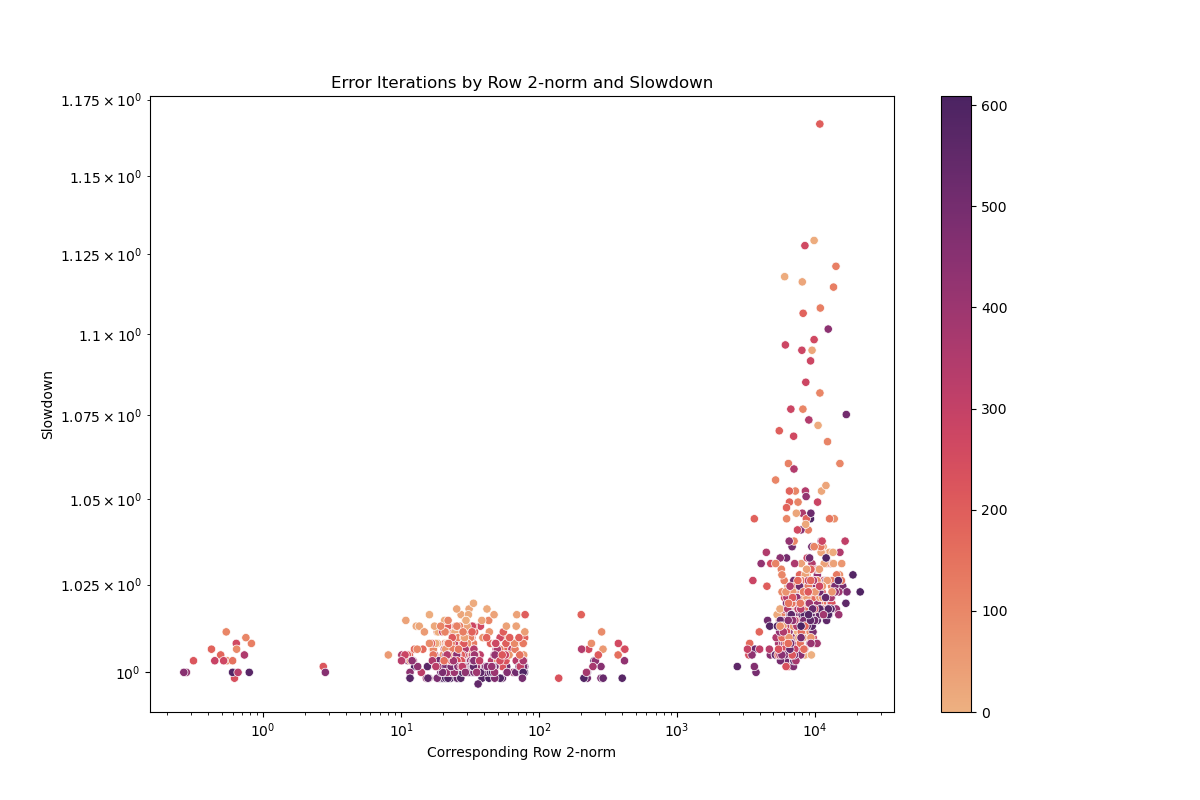 Error Iterations by Row 2-norm and Slowdown
1.175 × 10⁰
1.15 × 10⁰
1.125 × 10⁰
1.1 × 10⁰
1.075 × 10⁰
1.05 × 10⁰
1.025 × 10⁰
10⁰
Slowdown
10⁰ 10¹ 10² 10³ 10⁴
Corresponding Row 2-norm
600
500
400
300
200
100
0